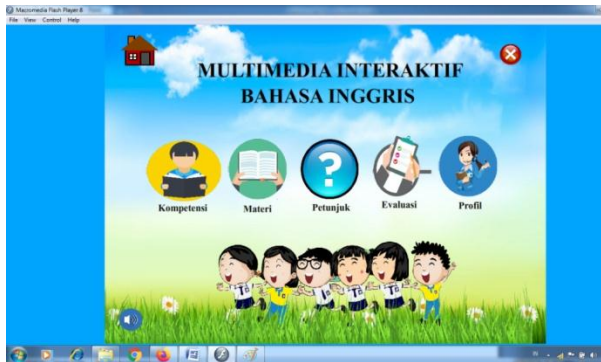 Macromedia Flash Player 8
File View Control Help
MULTIMEDIA INTERAKTIF
BAHASA INGGRIS
?
Kompetensi
Materi
Petunjuk
Evaluasi
Profil